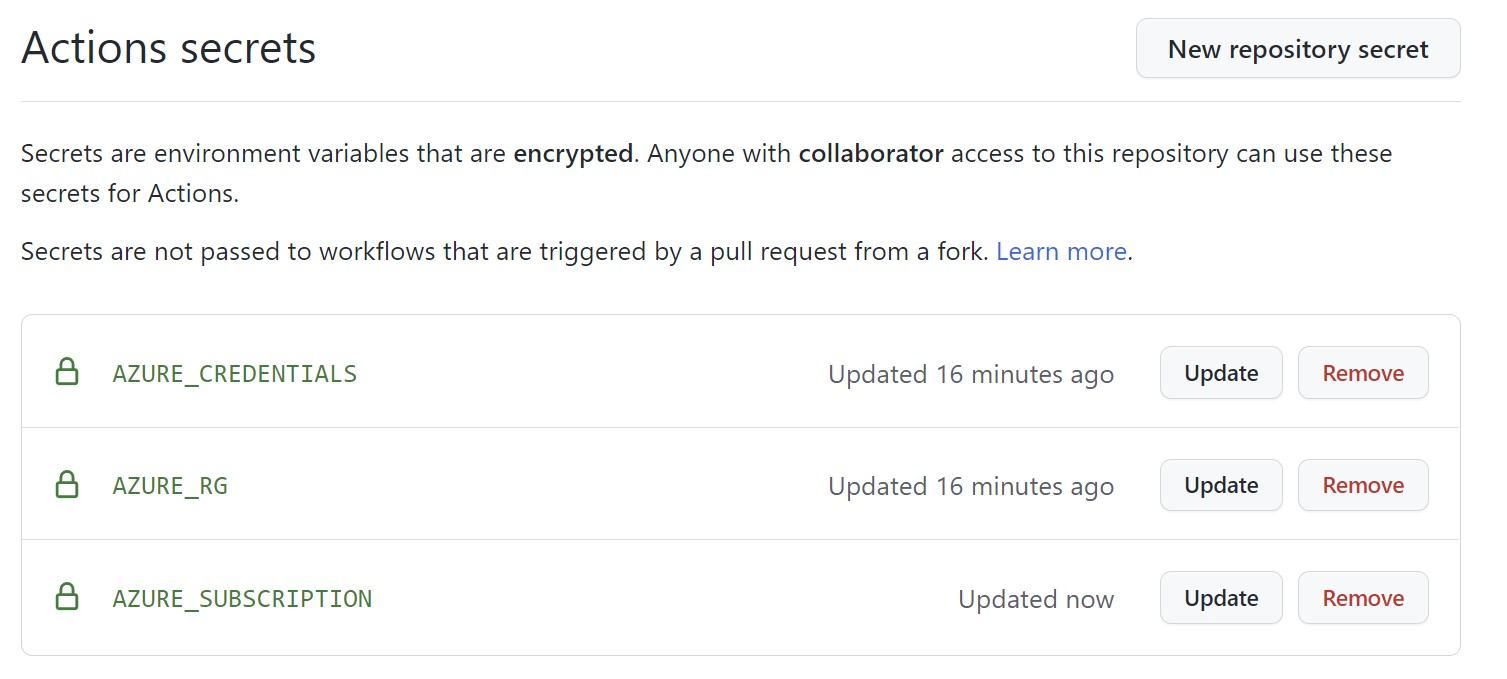 Actions secrets
New repository secret
Secrets are environment variables that are encrypted. Anyone with collaborator access to this repository can use these
secrets for Actions.
Secrets are not passed to workflows that are triggered by a pull request from a fork. Learn more.
AZURE_CREDENTIALS Updated 16 minutes ago Update Remove
AZURE_RG Updated 16 minutes ago Update Remove
AZURE_SUBSCRIPTION Updated now Update Remove